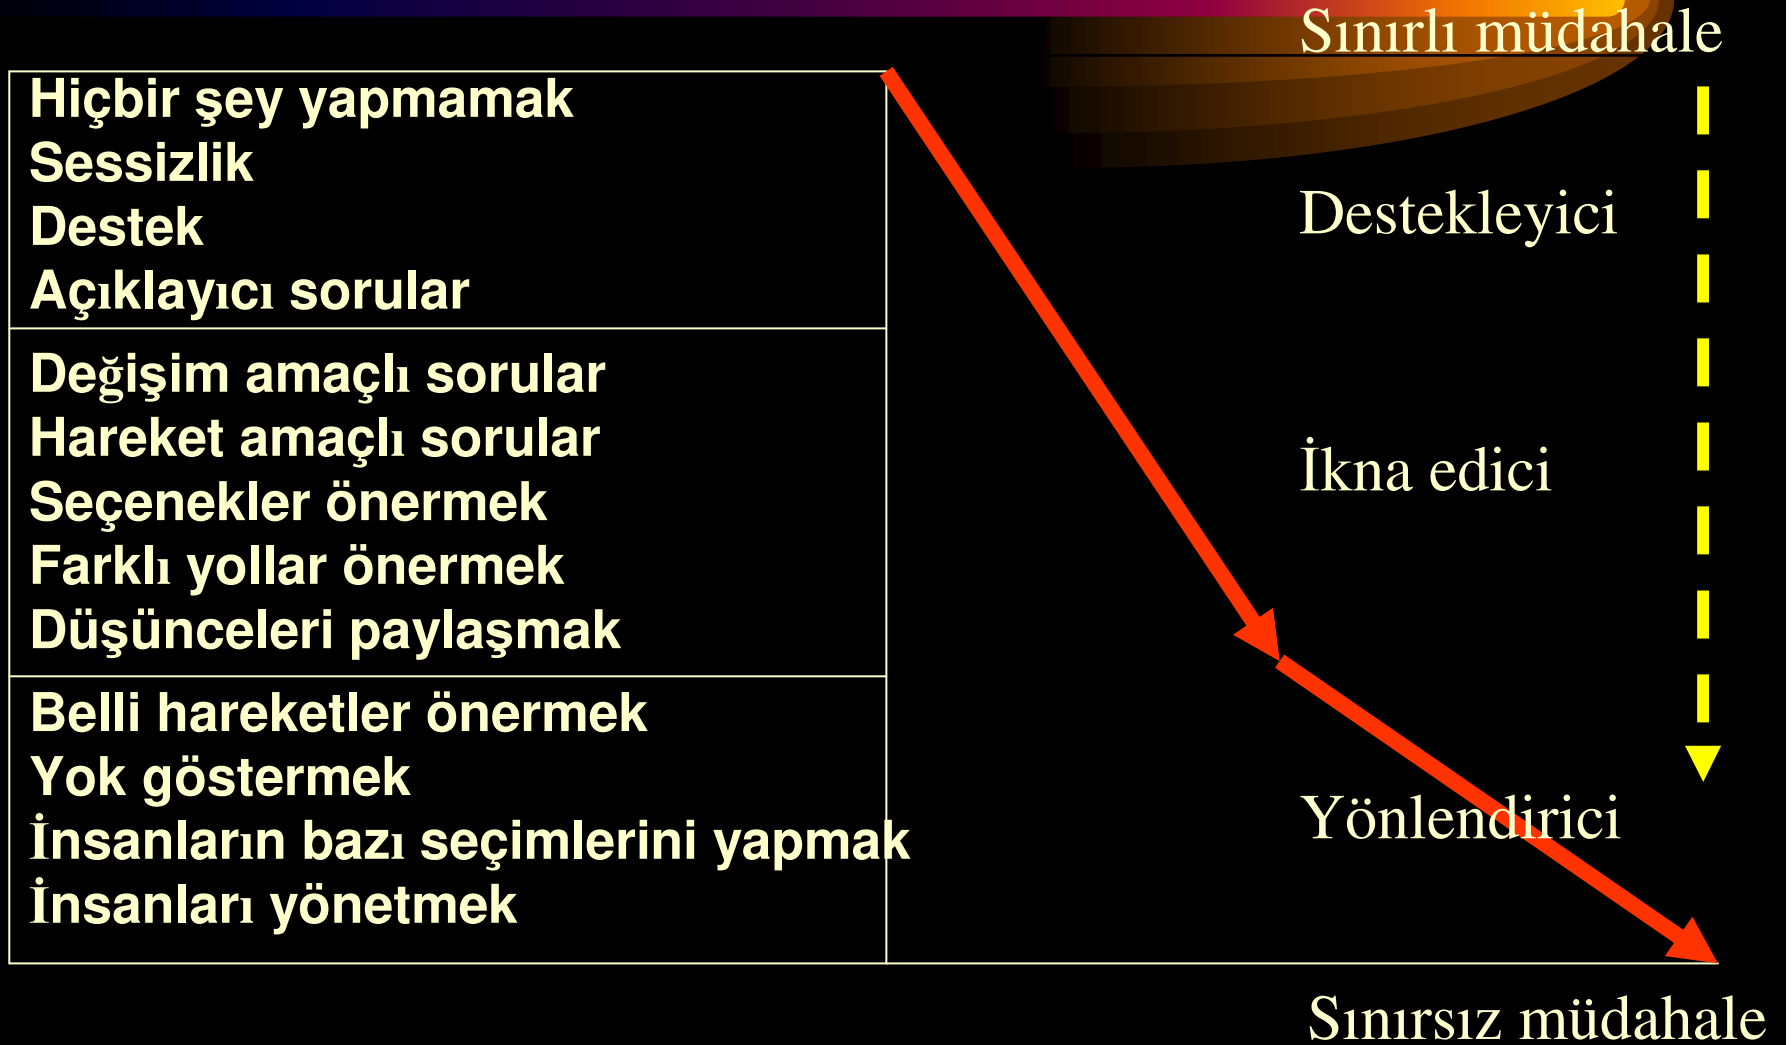 Sınırlı müdahale
Hiçbir şey yapmamak
Sessizlik
Destek
Açıklayıcı sorular
Destekleyici
Değişim amaçlı sorular
Hareket amaçlı sorular
Seçenekler önermek
Farklı yollar önermek
Düşünceleri paylaşmak
İkna edici
Belli hareketler önermek
Yok göstermek
İnsanların bazı seçimlerini yapmak
İnsanları yönetmek
Yönlendirici
Sınırsız müdahale